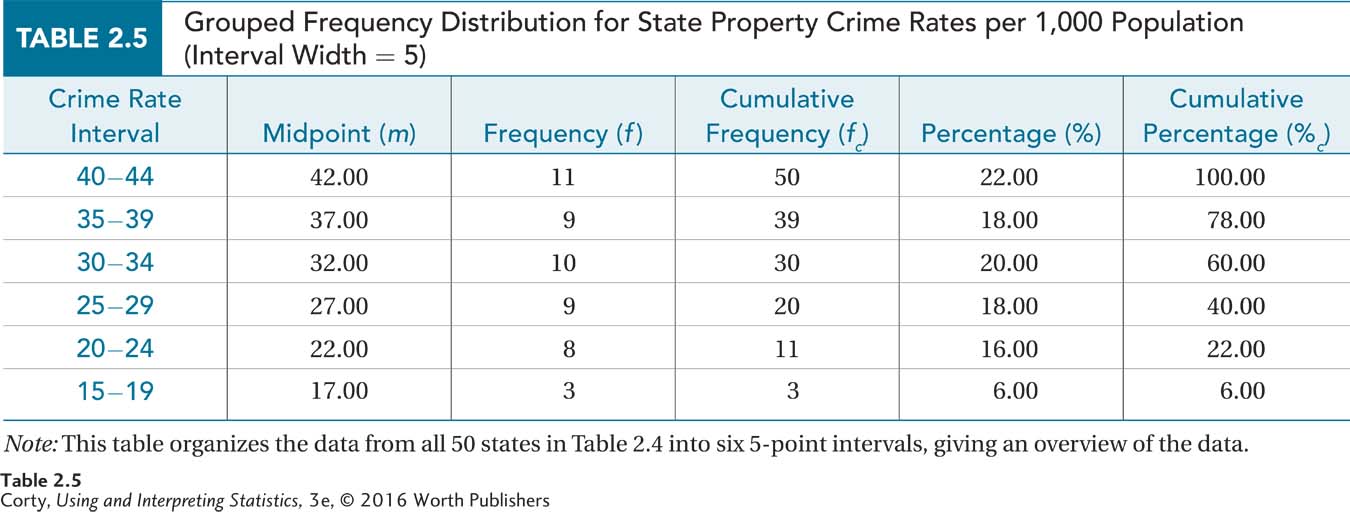 TABLE 2.5
Grouped Frequency Distribution for State Property Crime Rates per 1,000 Population
(Interval Width = 5)
Crime Rate Interval Midpoint (m) Frequency (f) Cumulative Frequency (fc) Percentage (%) Cumulative Percentage (%c)
40–44 42.00 11 50 22.00 100.00
35–39 37.00 9 39 18.00 78.00
30–34 32.00 10 30 20.00 60.00
25–29 27.00 9 20 18.00 40.00
20–24 22.00 8 11 16.00 22.00
15–19 17.00 3 3 6.00 6.00
Note: This table organizes the data from all 50 states in Table 2.4 into six 5-point intervals, giving an overview of the data.
Table 2.5
Corty, Using and Interpreting Statistics, 3e, © 2016 Worth Publishers